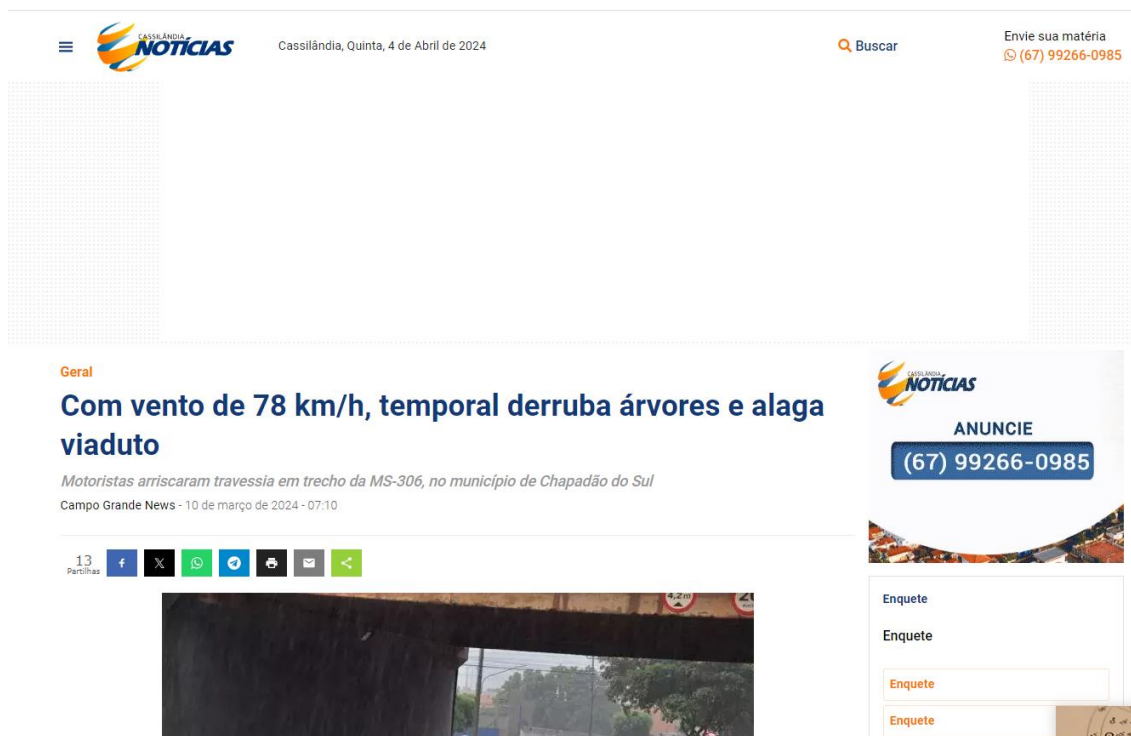 CASSILÂNDIA
NOTÍCIAS
Cassilândia, Quinta, 4 de Abril de 2024
Buscar
Envie sua matéria
(67) 99266-0985
Geral
Com vento de 78 km/h, temporal derruba árvores e alaga
viaduto
Motoristas arriscaram travessia em trecho da MS-306, no município de Chapadão do Sul
Campo Grande News - 10 de março de 2024 - 07:10
13
Partilhas
4,2m
CASSILÂNDIA
NOTÍCIAS
ANUNCIE
(67) 99266-0985
Enquete
Enquete
Enquete
Enquete